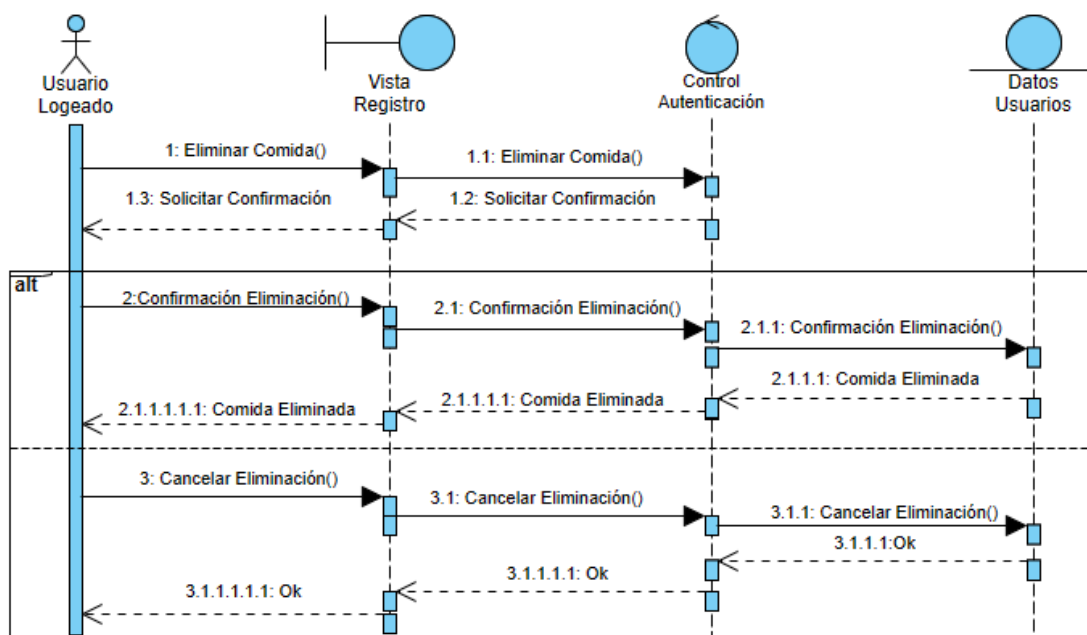 Usuario
Logeado
Vista
Registro
Control
Autenticación
Datos
Usuarios
1: Eliminar Comida()
1.1: Eliminar Comida()
1.3: Solicitar Confirmación
1.2: Solicitar Confirmación
alt
2:Confirmación Eliminación()
2.1: Confirmación Eliminación()
2.1.1: Confirmación Eliminación()
2.1.1.1: Comida Eliminada
2.1.1.1.1: Comida Eliminada
2.1.1.1.1.1: Comida Eliminada
3: Cancelar Eliminación()
3.1: Cancelar Eliminación()
3.1.1: Cancelar Eliminación()
3.1.1.1:Ok
3.1.1.1.1: Ok
3.1.1.1.1.1: Ok